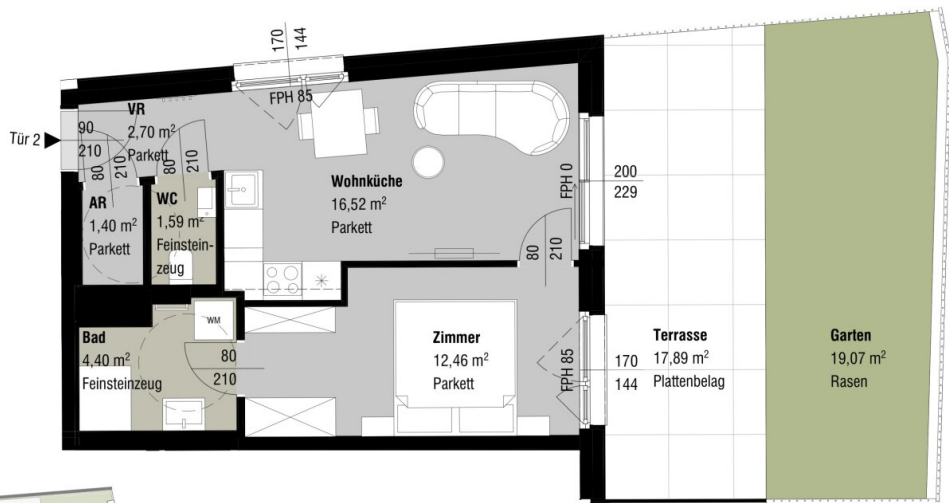 170
144
FPH 85
Tür 2
90
210
VR
2,70 m²
Parkett
80
210
80
210
AR
1,40 m²
Parkett
WC
1,59 m²
Feinstein-
zeug
Wohnküche
16,52 m²
Parkett
FPH 0
200
229
80
210
Bad
4,40 m²
Feinsteinzeug
WM
80
210
Zimmer
12,46 m²
Parkett
FPH 85
170
144
Terrasse
17,89 m²
Plattenbelag
Garten
19,07 m²
Rasen